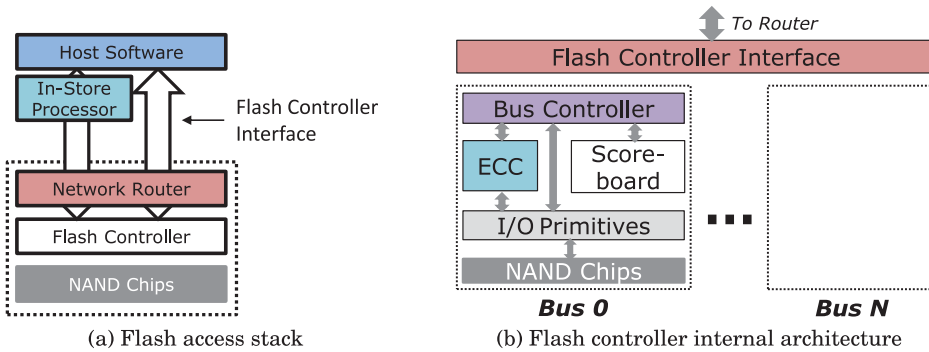 Host Software
In-Store
Processor
Flash Controller
Interface
Network Router
Flash Controller
NAND Chips
(a) Flash access stack
To Router
Flash Controller Interface
Bus Controller
ECC
Score-
board
I/O Primitives
NAND Chips
Bus 0
Bus N
(b) Flash controller internal architecture